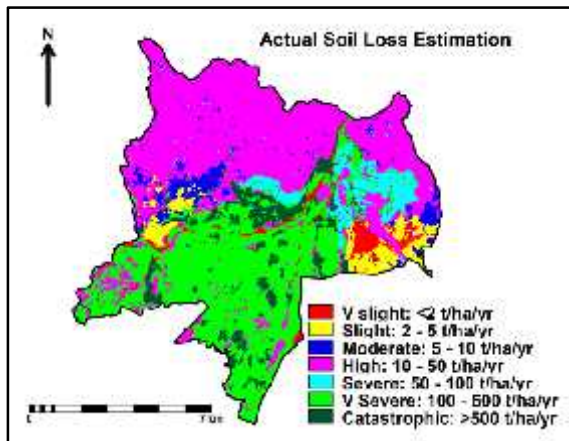 N
Actual Soil Loss Estimation
V slight: <2 t/ha/yr
Slight: 2 - 5 t/ha/yr
Moderate: 5 - 10 t/ha/yr
High: 10 - 50 t/ha/yr
Severe: 50 - 100 t/ha/yr
V Severe: 100 - 500 t/ha/yr
Catastrophic: >500 t/ha/yr